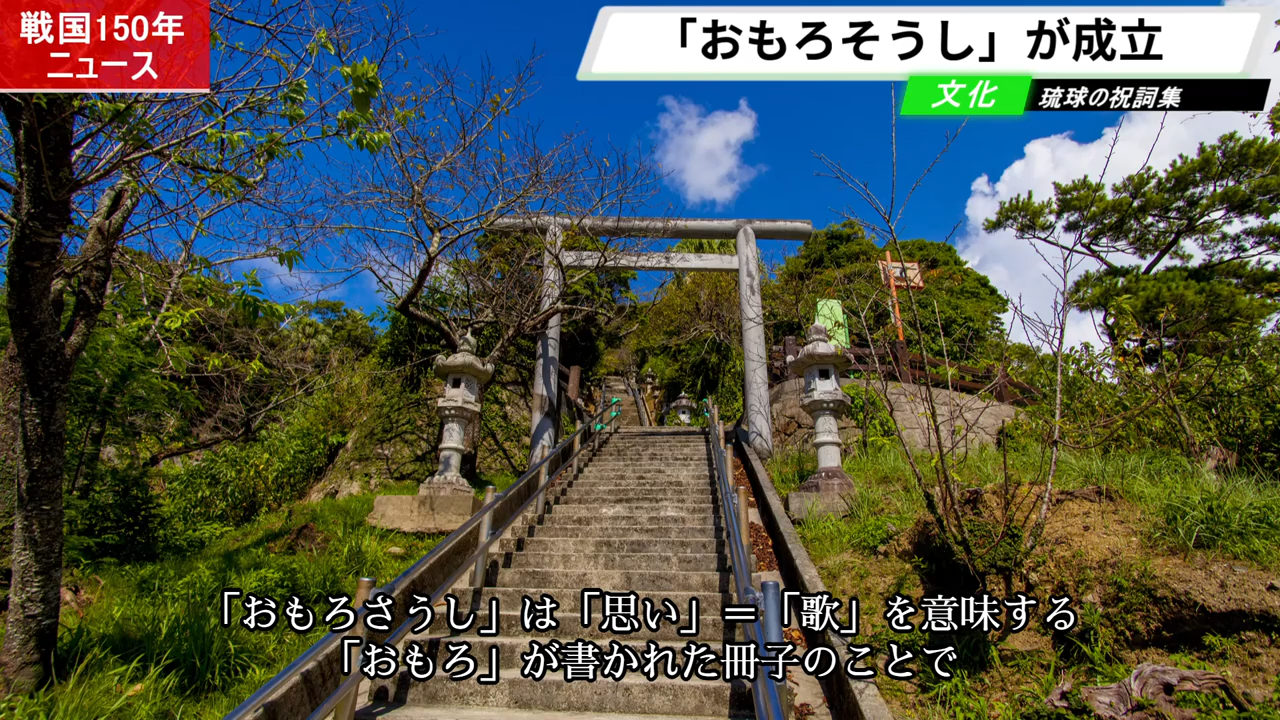 戦国150年
ニュース
「おもろそうし」が成立
文化
琉球の祝詞集
「おもろさうし」は「思い」＝「歌」を意味する
「おもろ」が書かれた冊子のことで